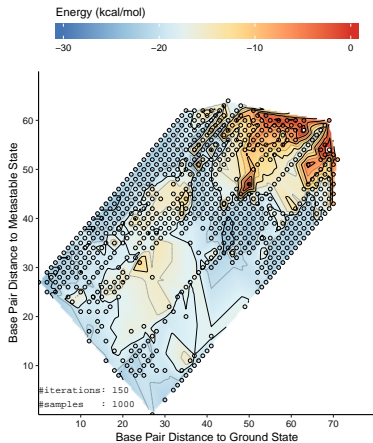 Energy (kcal/mol)
−30 −20 −10 0
Base Pair Distance to Metastable State
70
60
50
40
30
20
10
#iterations: 150
#samples : 1000
10 20 30 40 50 60 70
Base Pair Distance to Ground State